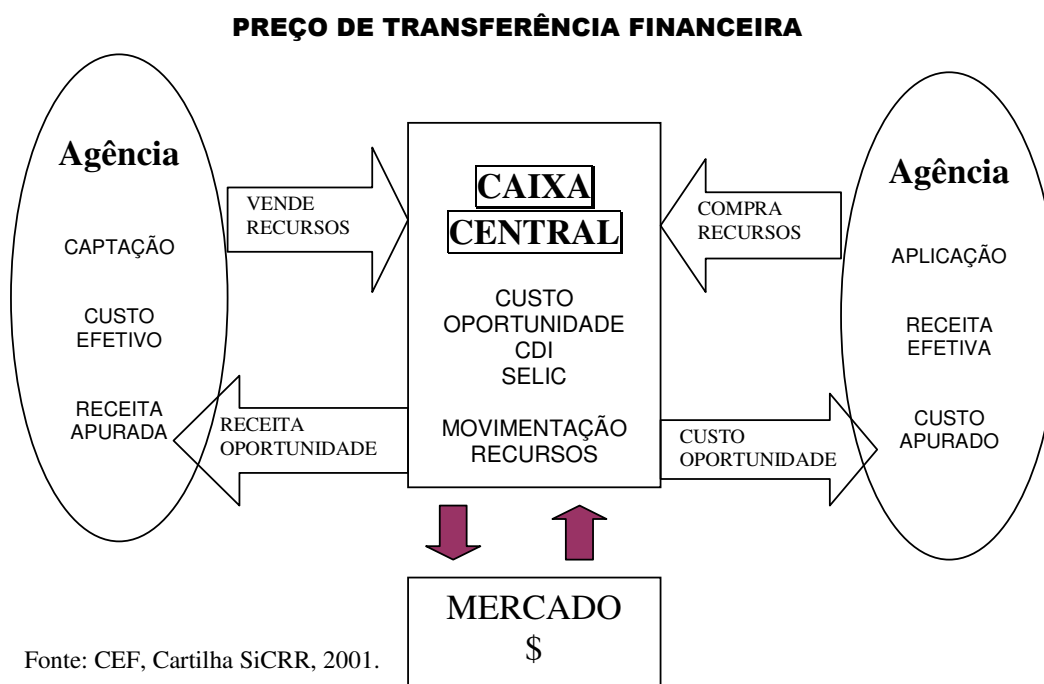 PREÇO DE TRANSFERÊNCIA FINANCEIRA
Agência
CAPTAÇÃO
CUSTO
EFETIVO
RECEITA
APURADA
VENDE
RECURSOS
RECEITA
OPORTUNIDADE
CAIXA
CENTRAL
CUSTO
OPORTUNIDADE
CDI
SELIC
MOVIMENTAÇÃO
RECURSOS
COMPRA
RECURSOS
CUSTO
OPORTUNIDADE
Agência
APLICAÇÃO
RECEITA
EFETIVA
CUSTO
APURADO
MERCADO
$
Fonte: CEF, Cartilha SiCRR, 2001.